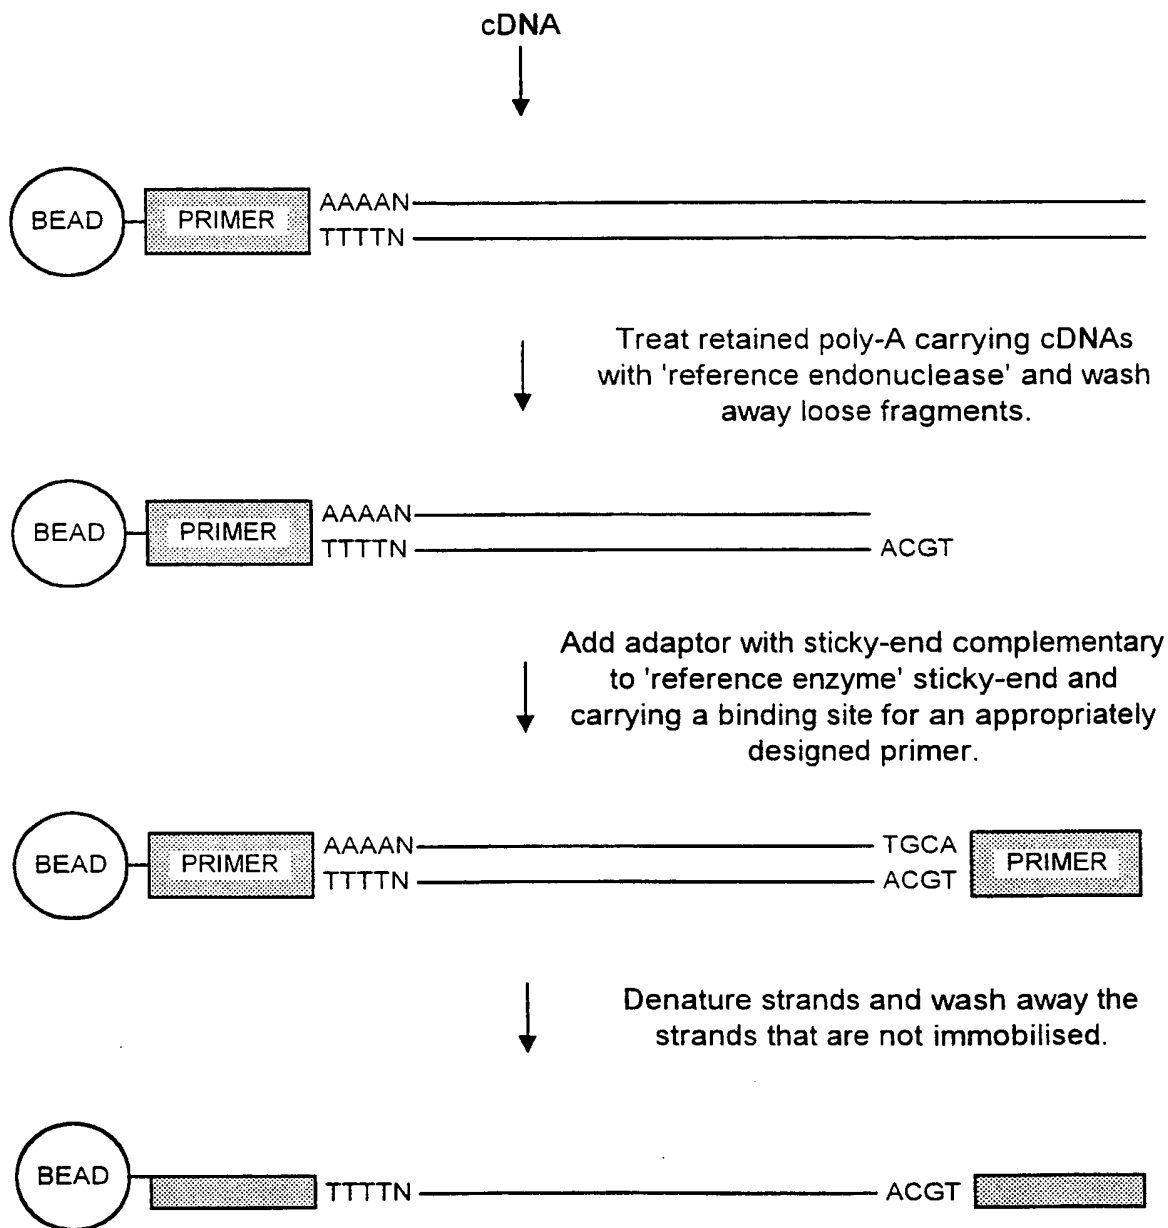 cDNA
BEAD
PRIMER
AAAAN
TTTTN
Treat retained poly-A carrying cDNAs
with 'reference endonuclease' and wash
away loose fragments.
BEAD
PRIMER
AAAAN
TTTTN
ACGT
Add adaptor with sticky-end complementary
to 'reference enzyme' sticky-end and
carrying a binding site for an appropriately
designed primer.
BEAD
PRIMER
AAAAN
TGCA
TTTTN
ACGT
PRIMER
Denature strands and wash away the
strands that are not immobilised.
BEAD
TTTTN
ACGT